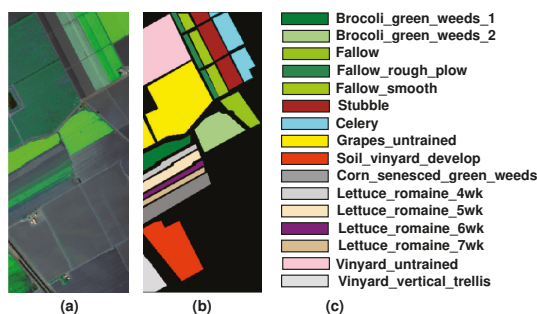 Brocoli_green_weeds_1
Brocoli_green_weeds_2
Fallow
Fallow_rough_plow
Fallow_smooth
Stubble
Celery
Grapes_untrained
Soil_vinyard_develop
Corn_senesced_green_weeds
Lettuce_romaine_4wk
Lettuce_romaine_5wk
Lettuce_romaine_6wk
Lettuce_romaine_7wk
Vinyard_untrained
Vinyard_vertical_trellis
(a) (b) (c)